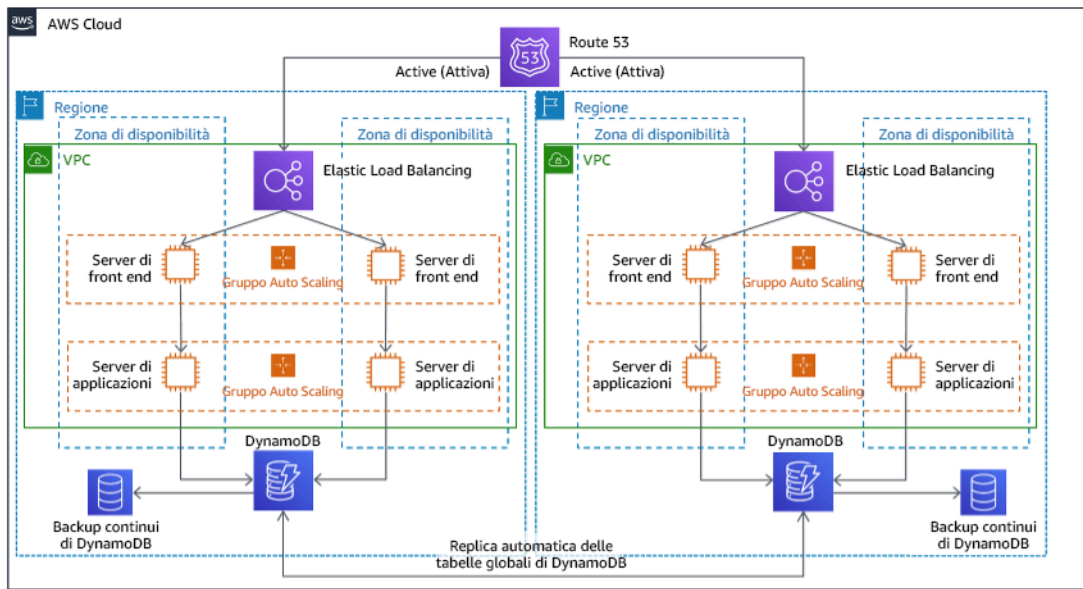 aws
AWS Cloud
Route 53
53
Active (Attiva)
Active (Attiva)
Regione
Zona di disponibilità
Zona di disponibilità
VPC
Elastic Load Balancing
Server di
front end
Gruppo Auto Scaling
Server di
front end
Server di
applicazioni
Gruppo Auto Scaling
Server di
applicazioni
DynamoDB
Backup continui
di DynamoDB
Regione
Zona di disponibilità
Zona di disponibilità
VPC
Elastic Load Balancing
Server di
front end
Gruppo Auto Scaling
Server di
front end
Server di
applicazioni
Gruppo Auto Scaling
Server di
applicazioni
DynamoDB
Backup continui
di DynamoDB
Replica automatica delle
tabelle globali di DynamoDB